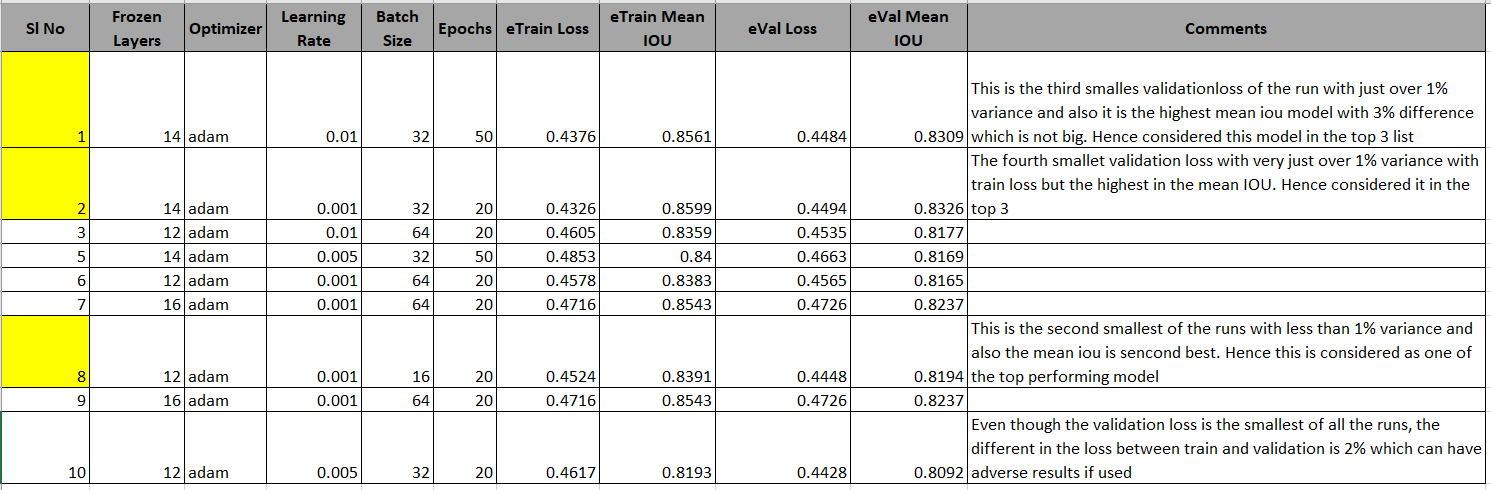 Sl No Frozen Layers Optimizer Learning Rate Batch Size Epochs eTrain Loss eTrain Mean IOU eVal Loss eVal Mean IOU Comments
1 14 adam 0.01 32 50 0.4376 0.8561 0.4484 0.8309 This is the third smalles validationloss of the run with just over 1%
variance and also it is the highest mean iou model with 3% difference
which is not big. Hence considered this model in the top 3 list
2 14 adam 0.001 32 20 0.4326 0.8599 0.4494 0.8326 The fourth smallet validation loss with very just over 1% variance with
train loss but the highest in the mean IOU. Hence considered it in the
top 3
3 12 adam 0.01 64 20 0.4605 0.8359 0.4535 0.8177
5 14 adam 0.005 32 50 0.4853 0.84 0.4663 0.8169
6 12 adam 0.001 64 20 0.4578 0.8383 0.4565 0.8165
7 16 adam 0.001 64 20 0.4716 0.8543 0.4726 0.8237
8 12 adam 0.001 16 20 0.4524 0.8391 0.4448 0.8194 This is the second smallest of the runs with less than 1% variance and
also the mean iou is sencond best. Hence this is considered as one of
the top performing model
9 16 adam 0.001 64 20 0.4716 0.8543 0.4726 0.8237
10 12 adam 0.005 32 20 0.4617 0.8193 0.4428 0.8092 Even though the validation loss is the smallest of all the runs, the
different in the loss between train and validation is 2% which can have
adverse results if used